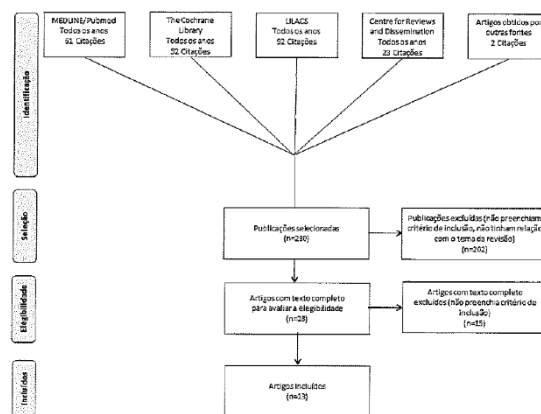 MEDLINE/Pubmed
Todos os anos
61 Citações
The Cochrane
Library
Todos os anos
52 Citações
LILACS
Todos os anos
92 Citações
Centre for Reviews
and Dissemination
Todos os anos
23 Citações
Artigos obtidos por
outras fontes
2 Citações
Identificação
Seleção
Publicações selecionadas
(n=230)
Publicações excluídas (não preenchiam
critério de inclusão, não tinham relação
com o tema da revisão)
(n=202)
Elegibilidade
Artigos com texto completo
para avaliar a elegibilidade
(n=28)
Artigos com texto completo
excluídos (não preenchia critério de
inclusão)
(n=15)
Incluídos
Artigos incluídos
(n=13)